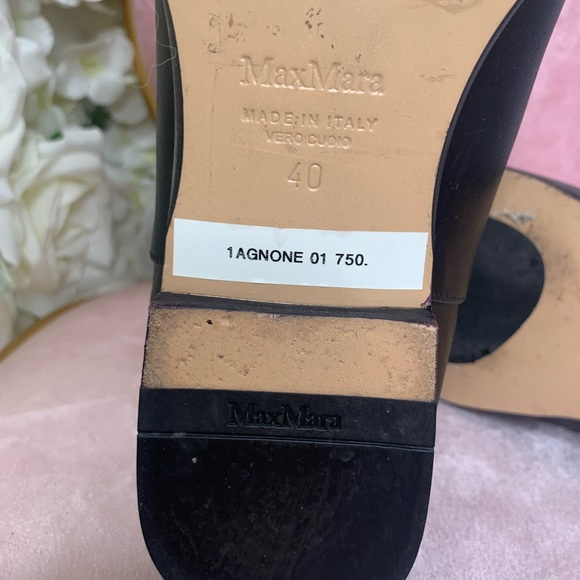 MaxMara
MADE IN ITALY
VERO CUOIO
40
1AGNONE 01 750.
MaxMara